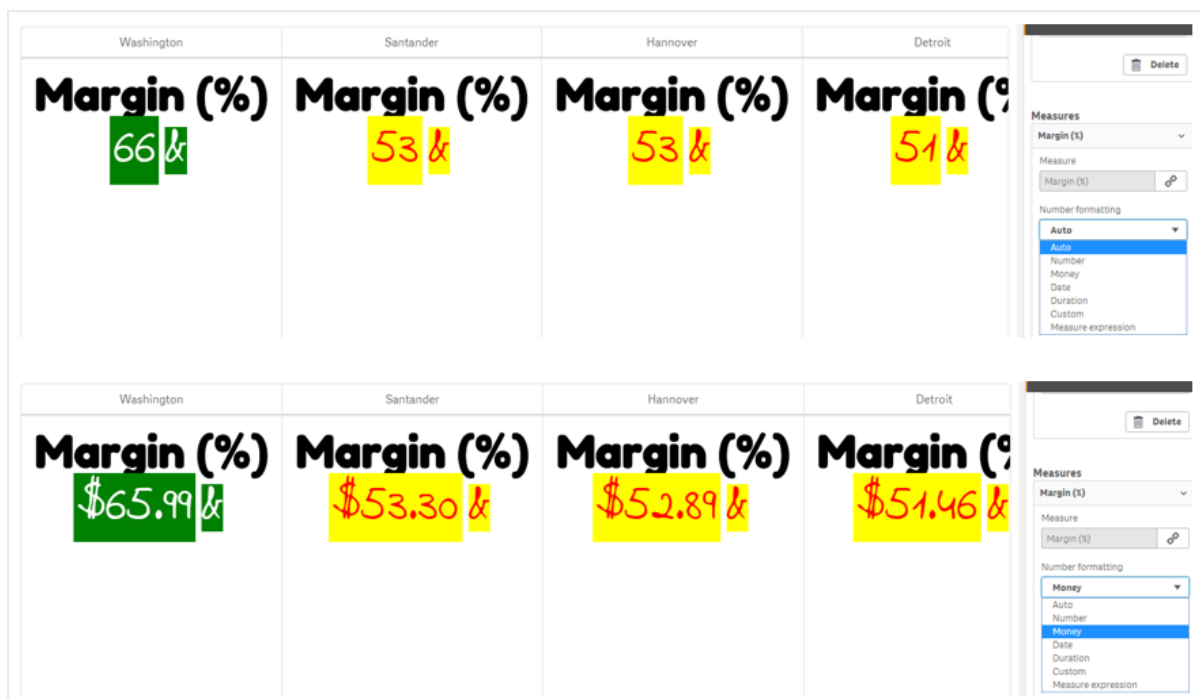 Washington Santander Hannover Detroit
Delete
Margin (%) Margin (%) Margin (%) Margin (%
66 & 53 & 53 & 51 &
Measures
Margin (%)
Measure
Margin (%)
Number formatting
Auto
Auto
Number
Money
Date
Duration
Custom
Measure expression
Washington Santander Hannover Detroit
Delete
Margin (%) Margin (%) Margin (%) Margin (%
$65.99 & $53.30 & $52.89 & $51.46 &
Measures
Margin (%)
Measure
Margin (%)
Number formatting
Money
Auto
Number
Money
Date
Duration
Custom
Measure expression